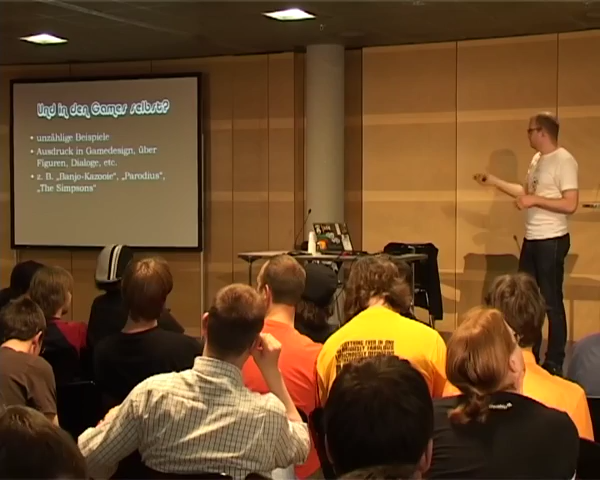 Und in den Games selbst?
• unzählige Beispiele
• Ausdruck in Gamedesign, über
Figuren, Dialoge, etc.
• z. B. „Banjo-Kazooie“, „Parodius“,
„The Simpsons“